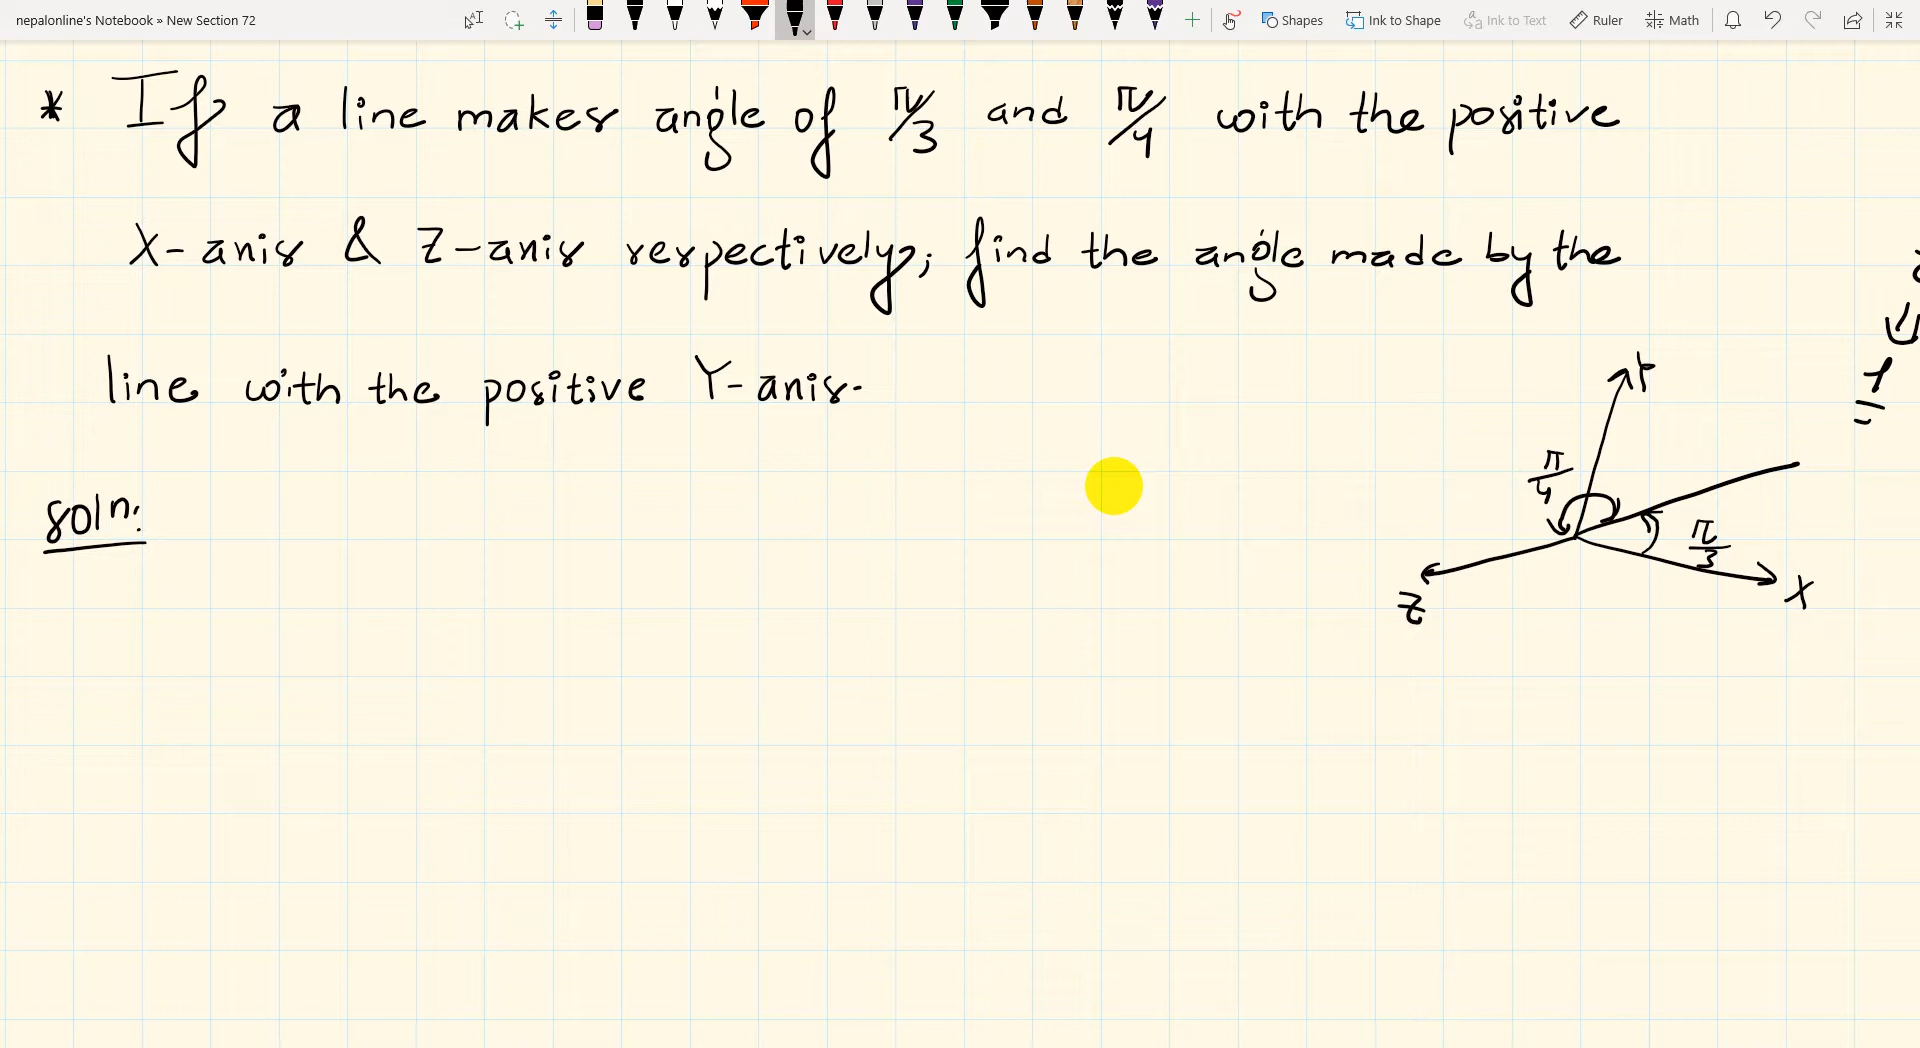 nepalonline's Notebook » New Section 72
Shapes Ink to Shape Ink to Text Ruler Math
* If a line makes angle of π/3 and π/4 with the positive
X-axis & Z-axis respectively, find the angle made by the
line with the positive Y-axis.
soln:
1
Y
π/4
π/3
Z
X